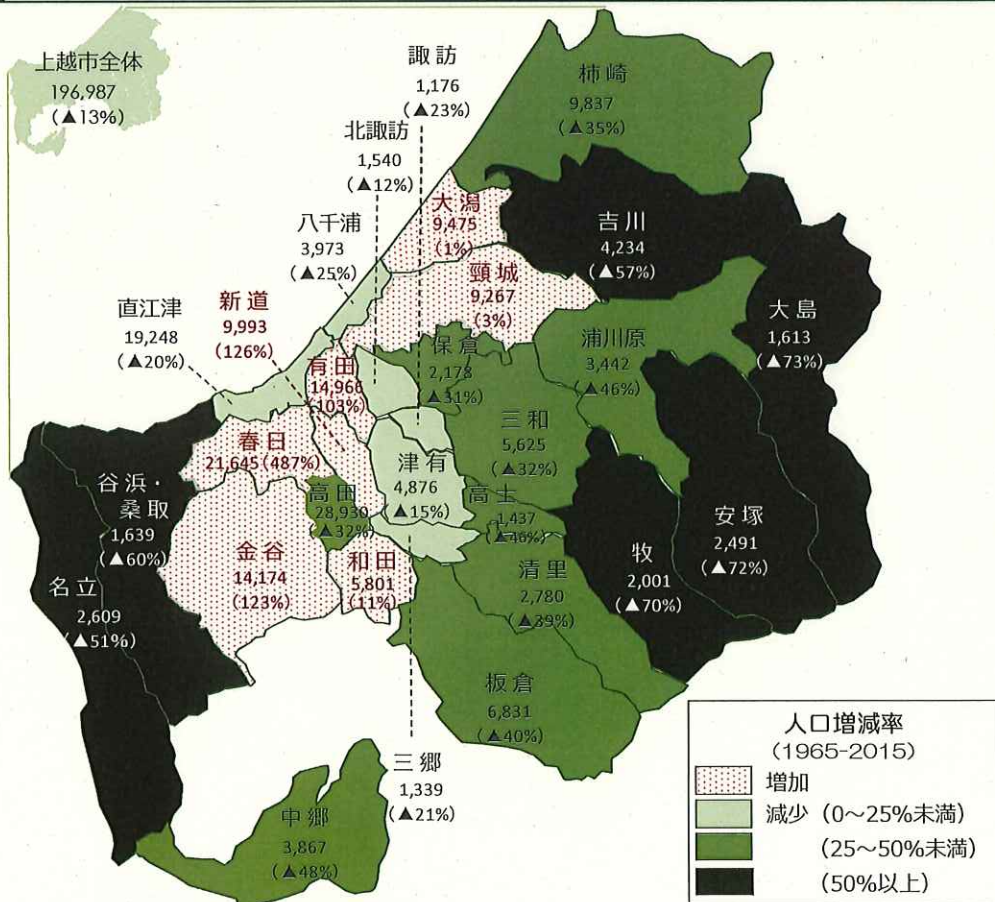 上越市全体
196,987
(▲13%)
諏訪
1,176
(▲23%)
北諏訪
1,540
(▲12%)
八千浦
3,973
(▲25%)
直江津
19,248
(▲20%)
新道
9,993
(126%)
柿崎
9,837
(▲35%)
大潟
9,475
(1%)
吉川
4,234
(▲57%)
頸城
9,267
(3%)
大島
1,613
(▲73%)
浦川原
3,442
(▲46%)
保倉
2,178
(▲31%)
有田
14,966
(103%)
三和
5,625
(▲32%)
春日
21,645(487%)
津有
4,876
(▲15%)
高田
28,930
(▲32%)
高士
1,437
(▲46%)
谷浜・
桑取
1,639
(▲60%)
安塚
2,491
(▲72%)
牧
2,001
(▲70%)
金谷
14,174
(123%)
和田
5,801
(11%)
清里
2,780
(▲39%)
名立
2,609
(▲51%)
板倉
6,831
(▲40%)
三郷
1,339
(▲21%)
中郷
3,867
(▲48%)
人口増減率
(1965-2015)
増加
減少 (0~25%未満)
(25~50%未満)
(50%以上)